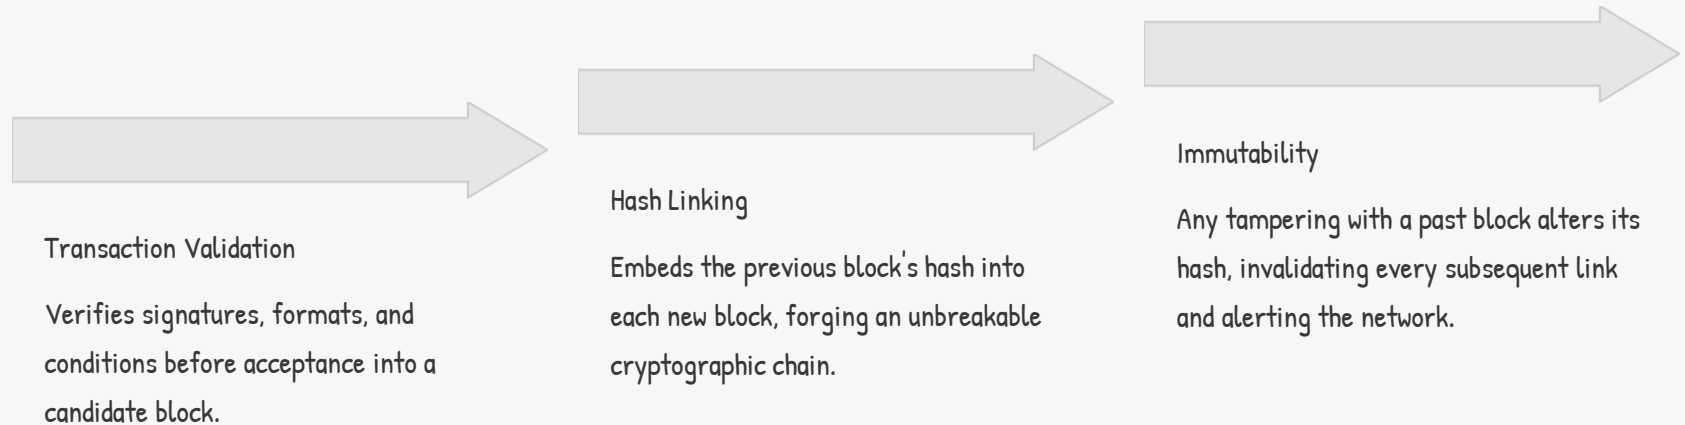 Transaction Validation
Verifies signatures, formats, and
conditions before acceptance into a
candidate block.
Hash Linking
Embeds the previous block's hash into
each new block, forging an unbreakable
cryptographic chain.
Immutability
Any tampering with a past block alters its
hash, invalidating every subsequent link
and alerting the network.